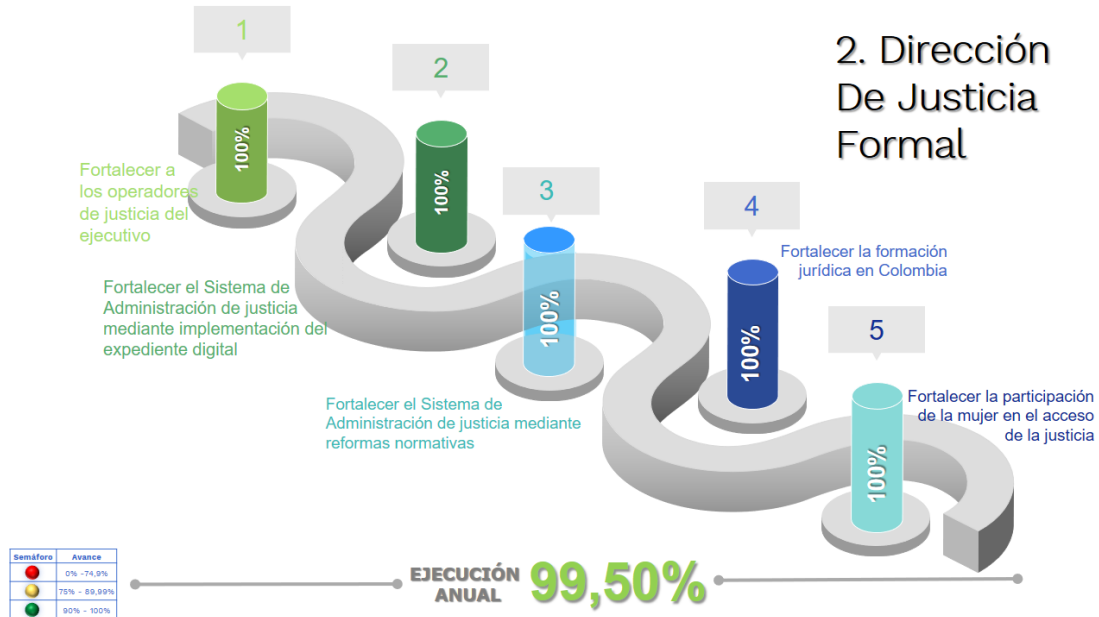 2. Dirección
De Justicia
Formal
1
100%
Fortalecer a
los operadores
de justicia del
ejecutivo
2
100%
Fortalecer el Sistema de
Administración de justicia
mediante implementación del
expediente digital
3
100%
Fortalecer el Sistema de
Administración de justicia mediante
reformas normativas
4
100%
Fortalecer la formación
jurídica en Colombia
5
100%
Fortalecer la participación
de la mujer en el acceso
de la justicia
Semáforo Avance
0% -74,9%
75% - 89,99%
90% - 100%
EJECUCIÓN
ANUAL
99,50%